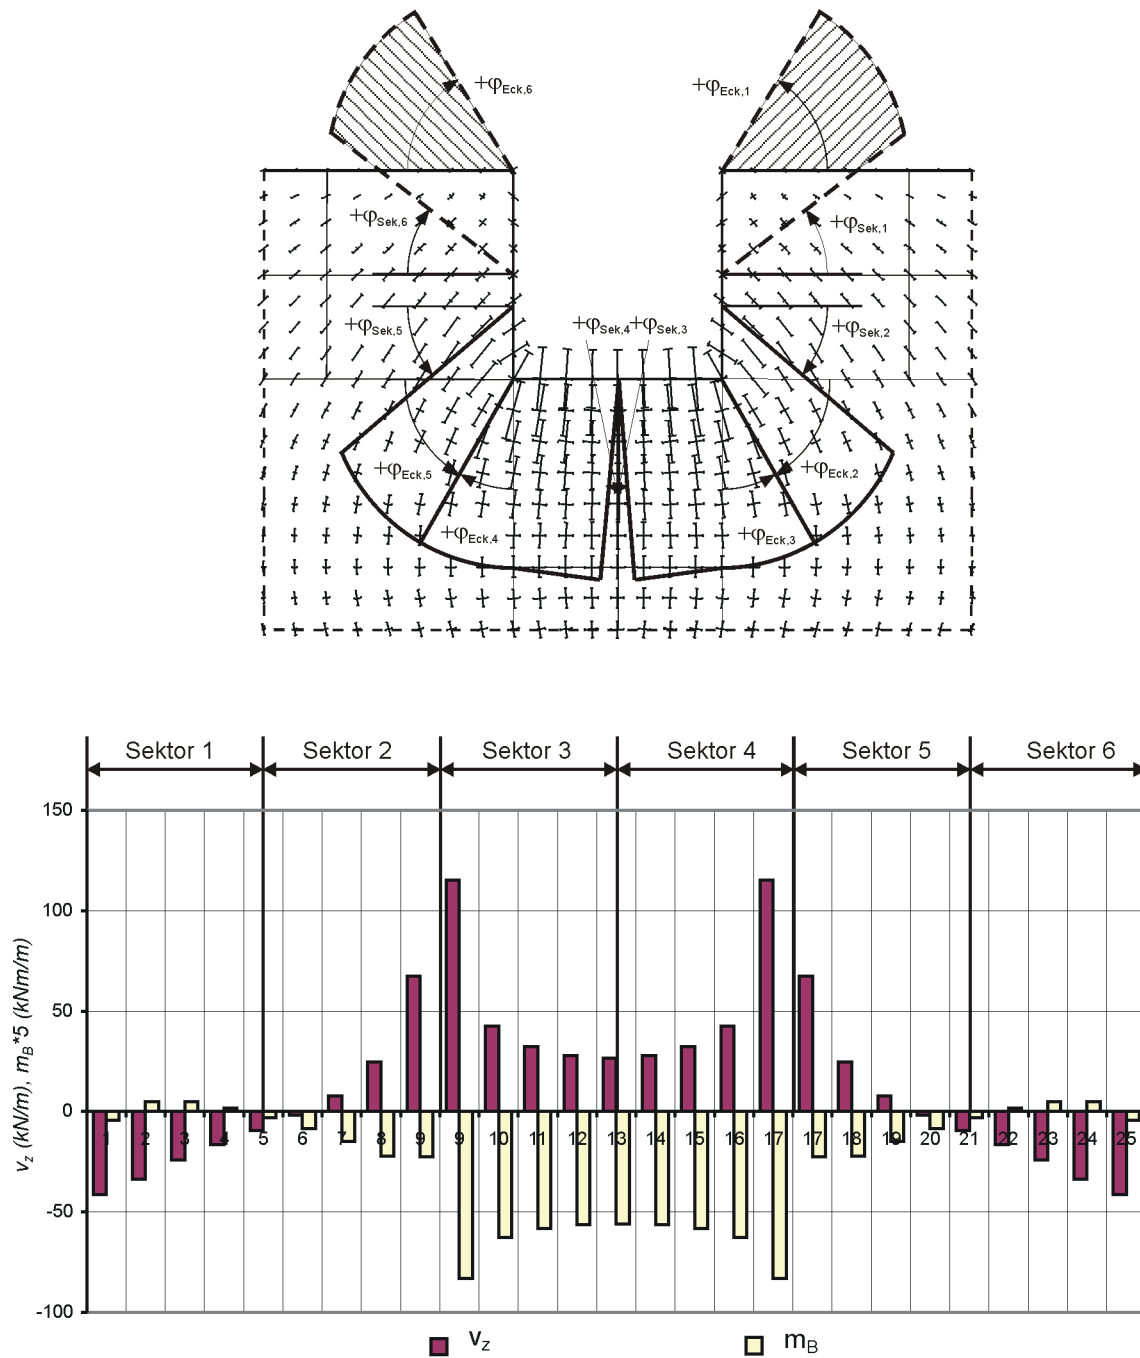 +φEck,6
+φEck,1
+φSek,6
+φSek,1
+φSek,5
+φSek,4+φSek,3
+φSek,2
+φEck,5
+φEck,2
+φEck,4
+φEck,3
Sektor 1
Sektor 2
Sektor 3
Sektor 4
Sektor 5
Sektor 6
150
100
50
0
-50
-100
vz (kN/m), mB*5 (kNm/m)
1 2 3 4 5 6 7 8 9 9 10 11 12 13 14 15 16 17 17 18 19 20 21 22 23 24 25
vz
mB